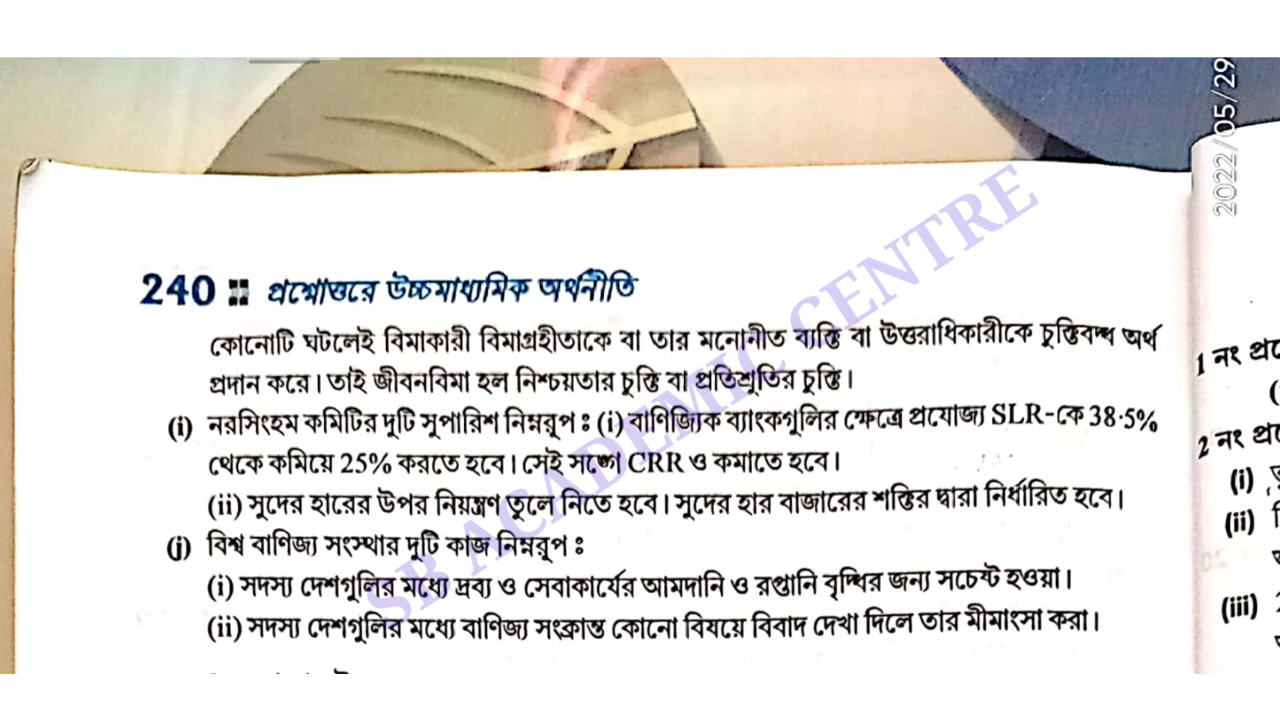 2022/05/29
240 প্রশ্নোত্তরে উচ্চমাধ্যমিক অর্থনীতি
কোনোটি ঘটলেই বিমাকারী বিমাগ্রহীতাকে বা তার মনোনীত ব্যক্তি বা উত্তরাধিকারীকে চুক্তিবদ্ধ অর্থ
প্রদান করে। তাই জীবনবিমা হল নিশ্চয়তার চুক্তি বা প্রতিশ্রুতির চুক্তি।
(i) নরসিংহম কমিটির দুটি সুপারিশ নিম্নরূপ ঃ (i) বাণিজ্যিক ব্যাংকগুলির ক্ষেত্রে প্রযোজ্য SLR-কে 38·5%
থেকে কমিয়ে 25% করতে হবে। সেই সঙ্গে CRR ও কমাতে হবে।
(ii) সুদের হারের উপর নিয়ন্ত্রণ তুলে নিতে হবে। সুদের হার বাজারের শক্তির দ্বারা নির্ধারিত হবে।
(j) বিশ্ব বাণিজ্য সংস্থার দুটি কাজ নিম্নরূপ ঃ
(i) সদস্য দেশগুলির মধ্যে দ্রব্য ও সেবাকার্যের আমদানি ও রপ্তানি বৃদ্ধির জন্য সচেষ্ট হওয়া।
(ii) সদস্য দেশগুলির মধ্যে বাণিজ্য সংক্রান্ত কোনো বিষয়ে বিবাদ দেখা দিলে তার মীমাংসা করা।
SB ACADEMIC CENTRE
1 নং
2 নং
(i)
(ii)
(iii)